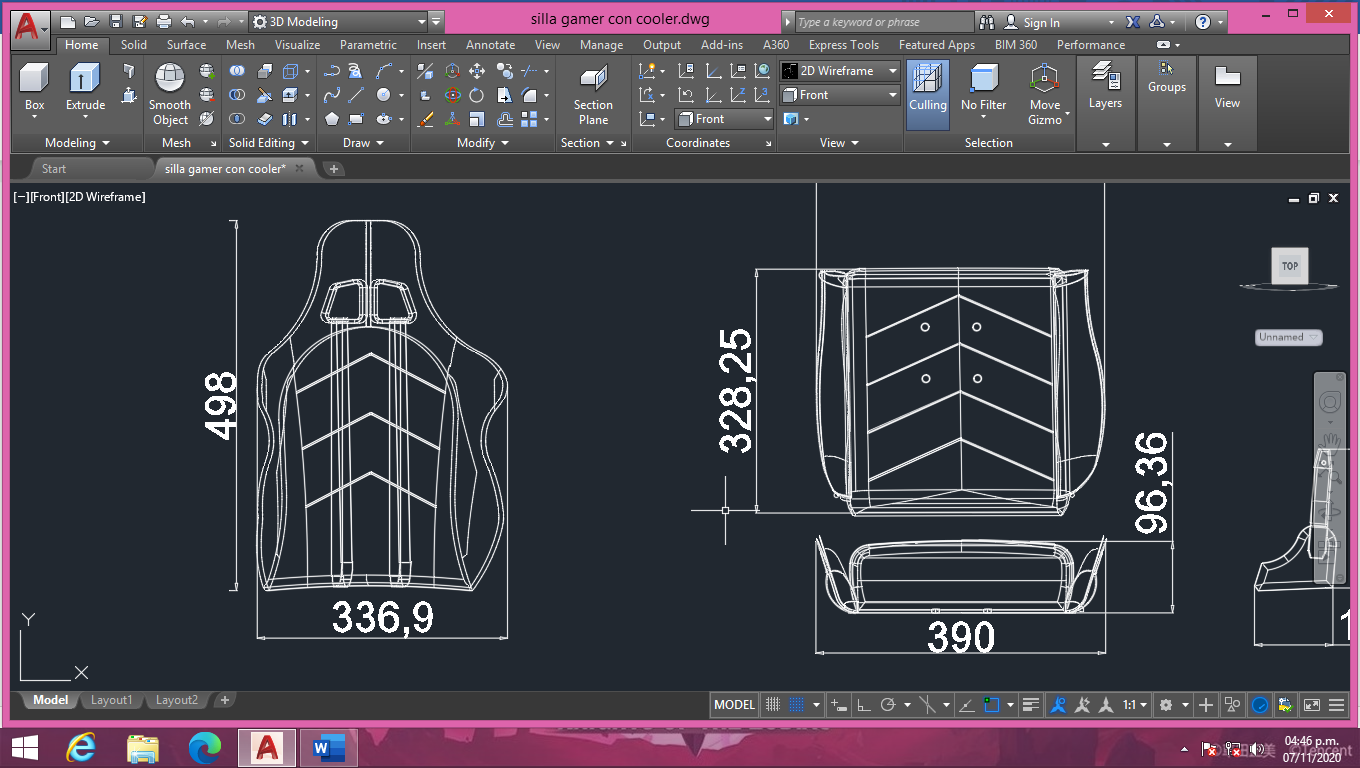 silla gamer con cooler.dwg
3D Modeling
Type a keyword or phrase
Sign In
Home Solid Surface Mesh Visualize Parametric Insert Annotate View Manage Output Add-ins A360 Express Tools Featured Apps BIM 360 Performance
Box
Extrude
Smooth
Object
Section
Plane
2D Wireframe
Front
Front
Culling
No Filter
Move
Gizmo
Layers
Groups
View
Modeling Mesh Solid Editing Draw Modify Section Coordinates View Selection
Start
silla gamer con cooler*
[−][Front][2D Wireframe]
TOP
Unnamed
498
336,9
328,25
96,36
390
Y
X
Model Layout1 Layout2
MODEL
1:1
04:46 p.m.
07/11/2020